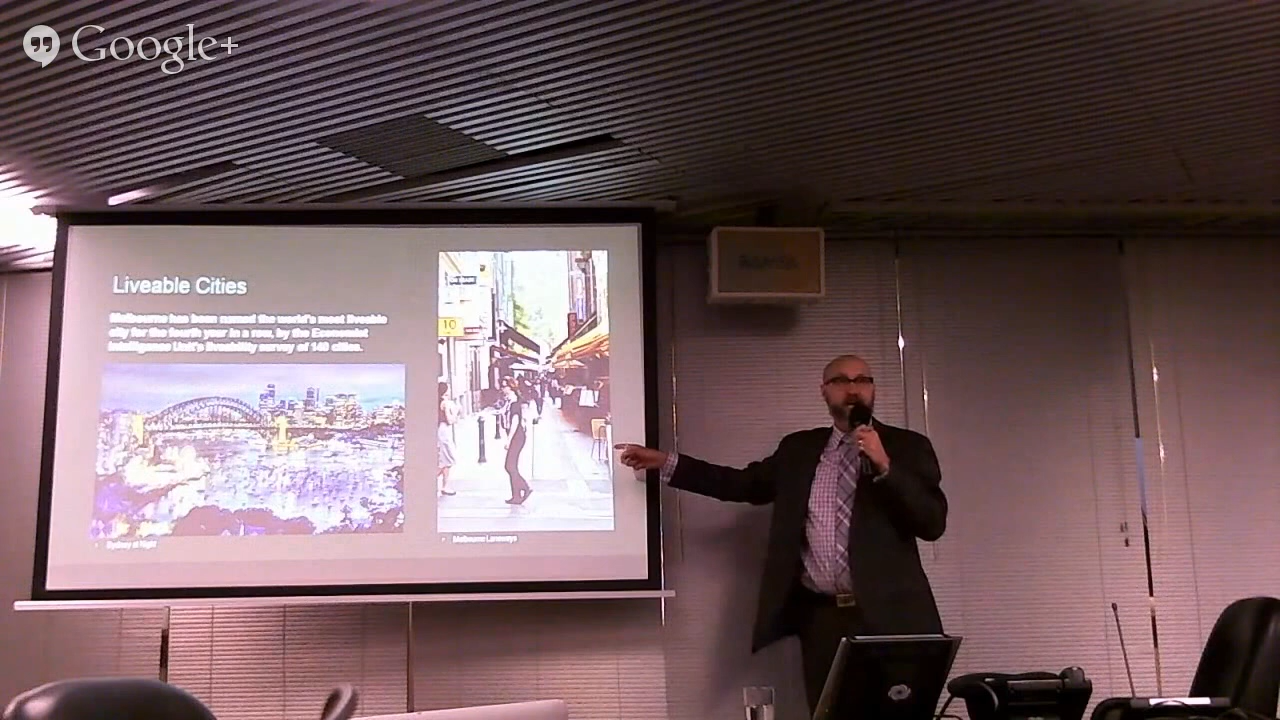 Google+
Liveable Cities
Melbourne has been named the world's most liveable
city for the fourth year in a row, by the Economist
Intelligence Unit's liveability survey of 140 cities.
10
Sydney at Night
Melbourne Laneways